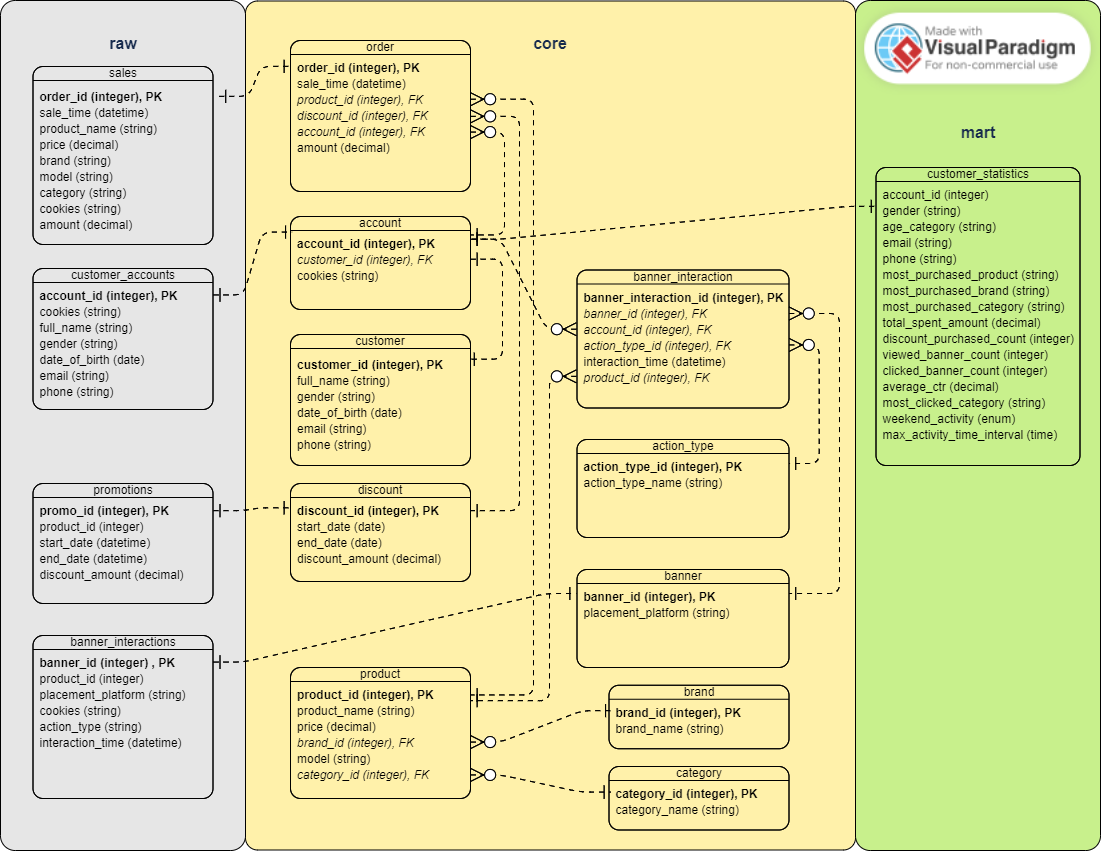 raw
sales
order_id (integer), PK
sale_time (datetime)
product_name (string)
price (decimal)
brand (string)
model (string)
category (string)
cookies (string)
amount (decimal)
customer_accounts
account_id (integer), PK
cookies (string)
full_name (string)
gender (string)
date_of_birth (date)
email (string)
phone (string)
promotions
promo_id (integer), PK
product_id (integer)
start_date (datetime)
end_date (datetime)
discount_amount (decimal)
banner_interactions
banner_id (integer) , PK
product_id (integer)
placement_platform (string)
cookies (string)
action_type (string)
interaction_time (datetime)
core
order
order_id (integer), PK
sale_time (datetime)
product_id (integer), FK
discount_id (integer), FK
account_id (integer), FK
amount (decimal)
account
account_id (integer), PK
customer_id (integer), FK
cookies (string)
customer
customer_id (integer), PK
full_name (string)
gender (string)
date_of_birth (date)
email (string)
phone (string)
discount
discount_id (integer), PK
start_date (date)
end_date (date)
discount_amount (decimal)
product
product_id (integer), PK
product_name (string)
price (decimal)
brand_id (integer), FK
model (string)
category_id (integer), FK
banner_interaction
banner_interaction_id (integer), PK
banner_id (integer), FK
account_id (integer), FK
action_type_id (integer), FK
interaction_time (datetime)
product_id (integer), FK
action_type
action_type_id (integer), PK
action_type_name (string)
banner
banner_id (integer), PK
placement_platform (string)
brand
brand_id (integer), PK
brand_name (string)
category
category_id (integer), PK
category_name (string)
Made with
Visual Paradigm
For non-commercial use
mart
customer_statistics
account_id (integer)
gender (string)
age_category (string)
email (string)
phone (string)
most_purchased_product (string)
most_purchased_brand (string)
most_purchased_category (string)
total_spent_amount (decimal)
discount_purchased_count (integer)
viewed_banner_count (integer)
clicked_banner_count (integer)
average_ctr (decimal)
most_clicked_category (string)
weekend_activity (enum)
max_activity_time_interval (time)